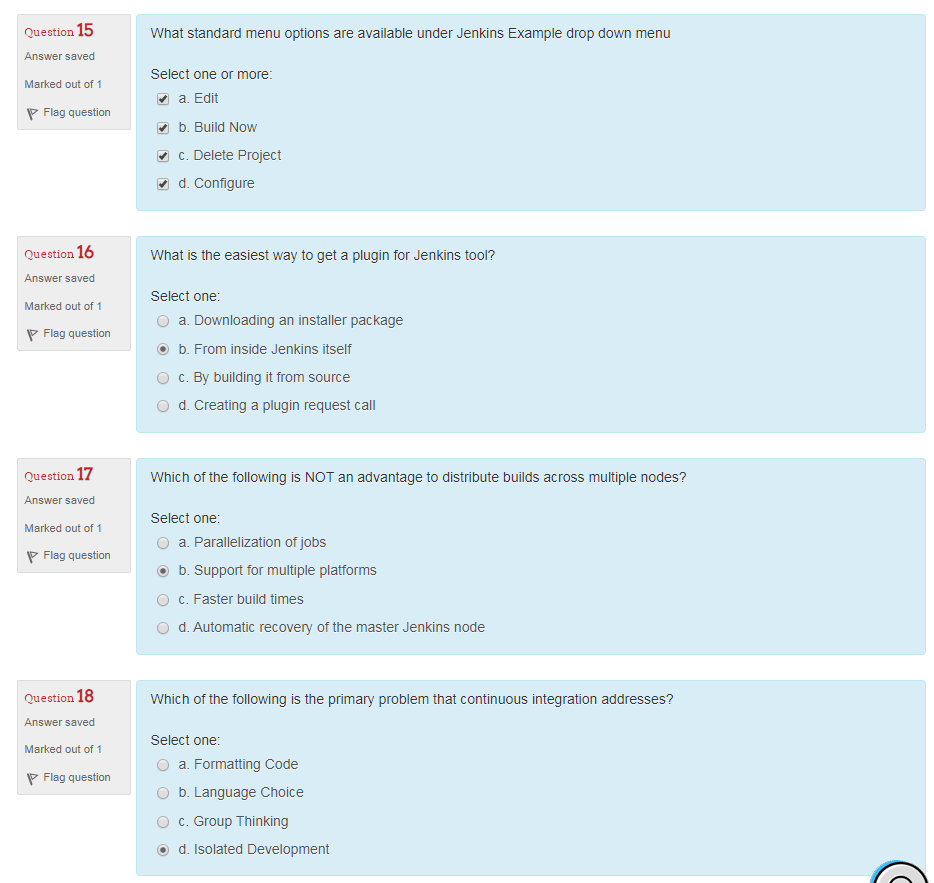 Question 15
Answer saved
Marked out of 1
Flag question
What standard menu options are available under Jenkins Example drop down menu
Select one or more:
a. Edit
b. Build Now
c. Delete Project
d. Configure
Question 16
Answer saved
Marked out of 1
Flag question
What is the easiest way to get a plugin for Jenkins tool?
Select one:
a. Downloading an installer package
b. From inside Jenkins itself
c. By building it from source
d. Creating a plugin request call
Question 17
Answer saved
Marked out of 1
Flag question
Which of the following is NOT an advantage to distribute builds across multiple nodes?
Select one:
a. Parallelization of jobs
b. Support for multiple platforms
c. Faster build times
d. Automatic recovery of the master Jenkins node
Question 18
Answer saved
Marked out of 1
Flag question
Which of the following is the primary problem that continuous integration addresses?
Select one:
a. Formatting Code
b. Language Choice
c. Group Thinking
d. Isolated Development